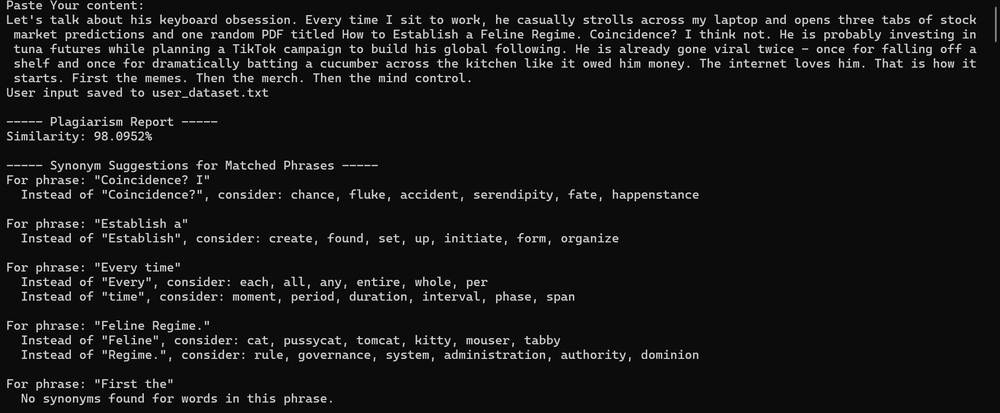 Paste Your content:
Let's talk about his keyboard obsession. Every time I sit to work, he casually strolls across my laptop and opens three tabs of stock
market predictions and one random PDF titled How to Establish a Feline Regime. Coincidence? I think not. He is probably investing in
tuna futures while planning a TikTok campaign to build his global following. He is already gone viral twice – once for falling off a
shelf and once for dramatically batting a cucumber across the kitchen like it owed him money. The internet loves him. That is how it
starts. First the memes. Then the merch. Then the mind control.
User input saved to user_dataset.txt
----- Plagiarism Report -----
Similarity: 98.0952%
----- Synonym Suggestions for Matched Phrases -----
For phrase: "Coincidence? I"
Instead of "Coincidence?", consider: chance, fluke, accident, serendipity, fate, happenstance
For phrase: "Establish a"
Instead of "Establish", consider: create, found, set, up, initiate, form, organize
For phrase: "Every time"
Instead of "Every", consider: each, all, any, entire, whole, per
Instead of "time", consider: moment, period, duration, interval, phase, span
For phrase: "Feline Regime."
Instead of "Feline", consider: cat, pussycat, tomcat, kitty, mouser, tabby
Instead of "Regime.", consider: rule, governance, system, administration, authority, dominion
For phrase: "First the"
No synonyms found for words in this phrase.